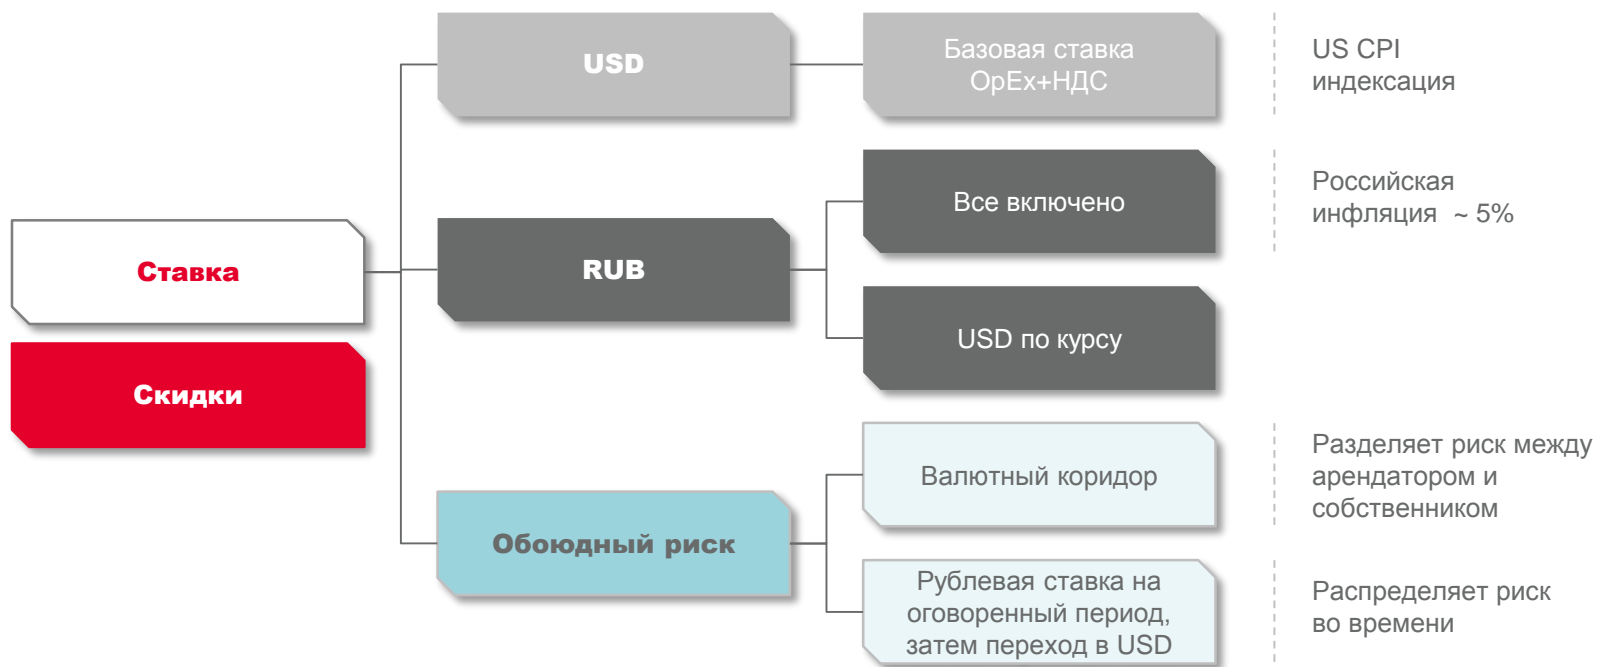 USD
Базовая ставка
OpEx+НДС
US CPI
индексация
Все включено
Российская
инфляция ~ 5%
Ставка
RUB
USD по курсу
Скидки
Валютный коридор
Разделяет риск между
арендатором и
собственником
Обоюдный риск
Рублевая ставка на
оговоренный период,
затем переход в USD
Распределяет риск
во времени